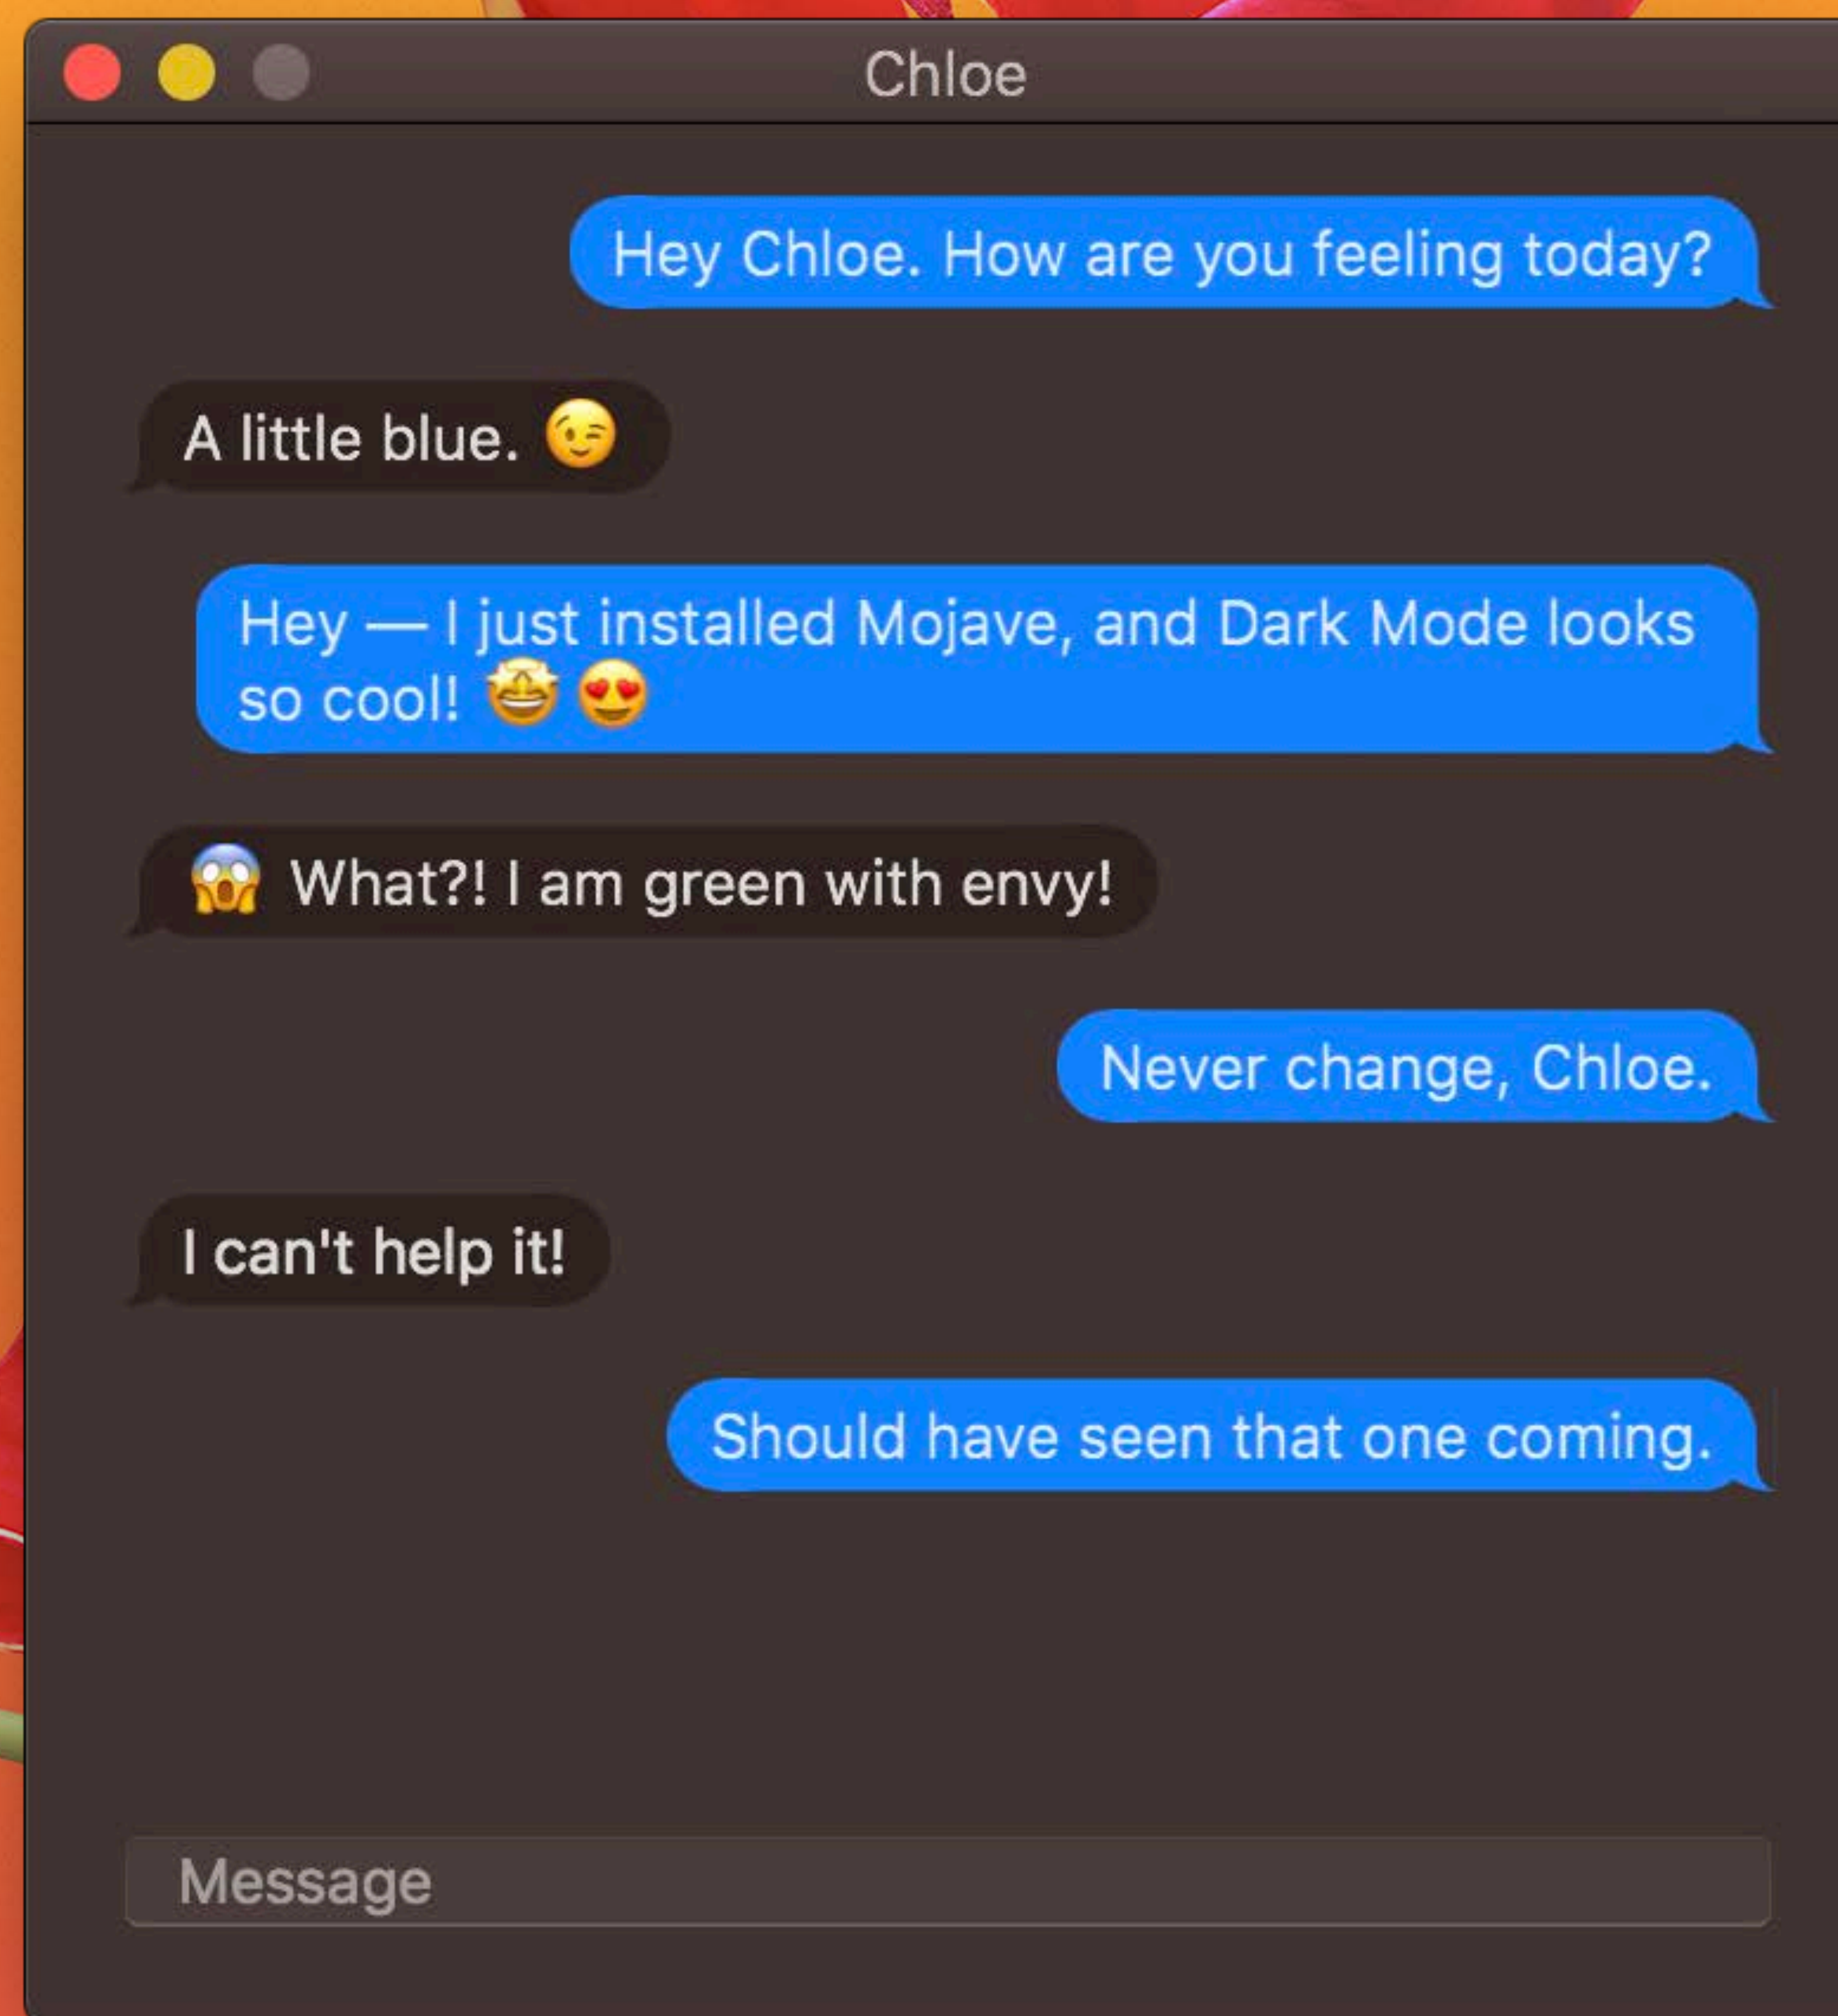 Chloe
Hey Chloe. How are you feeling today?
A little blue. 😉
Hey — I just installed Mojave, and Dark Mode looks
so cool! 🤩 😍
😱 What?! I am green with envy!
Never change, Chloe.
I can't help it!
Should have seen that one coming.
Message